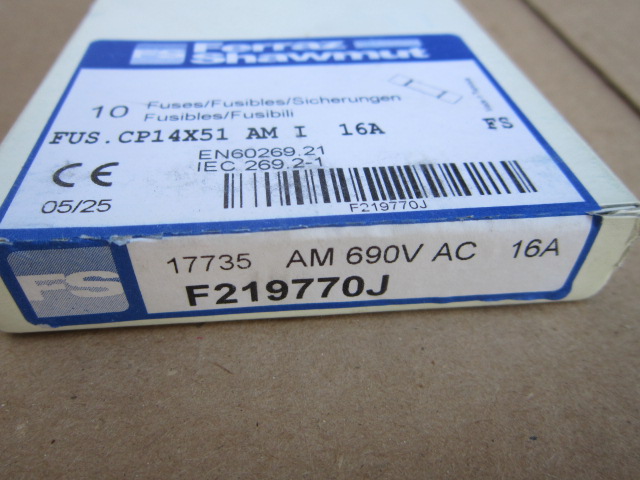 FS Ferraz Shawmut
10 Fuses/Fusibles/Sicherungen
Fusibles/Fusibili
FUS.CP14X51 AM I 16A FS
EN60269.21
IEC 269.2-1
CE
05/25
F219770J
17735 AM 690V AC 16A
FS
F219770J